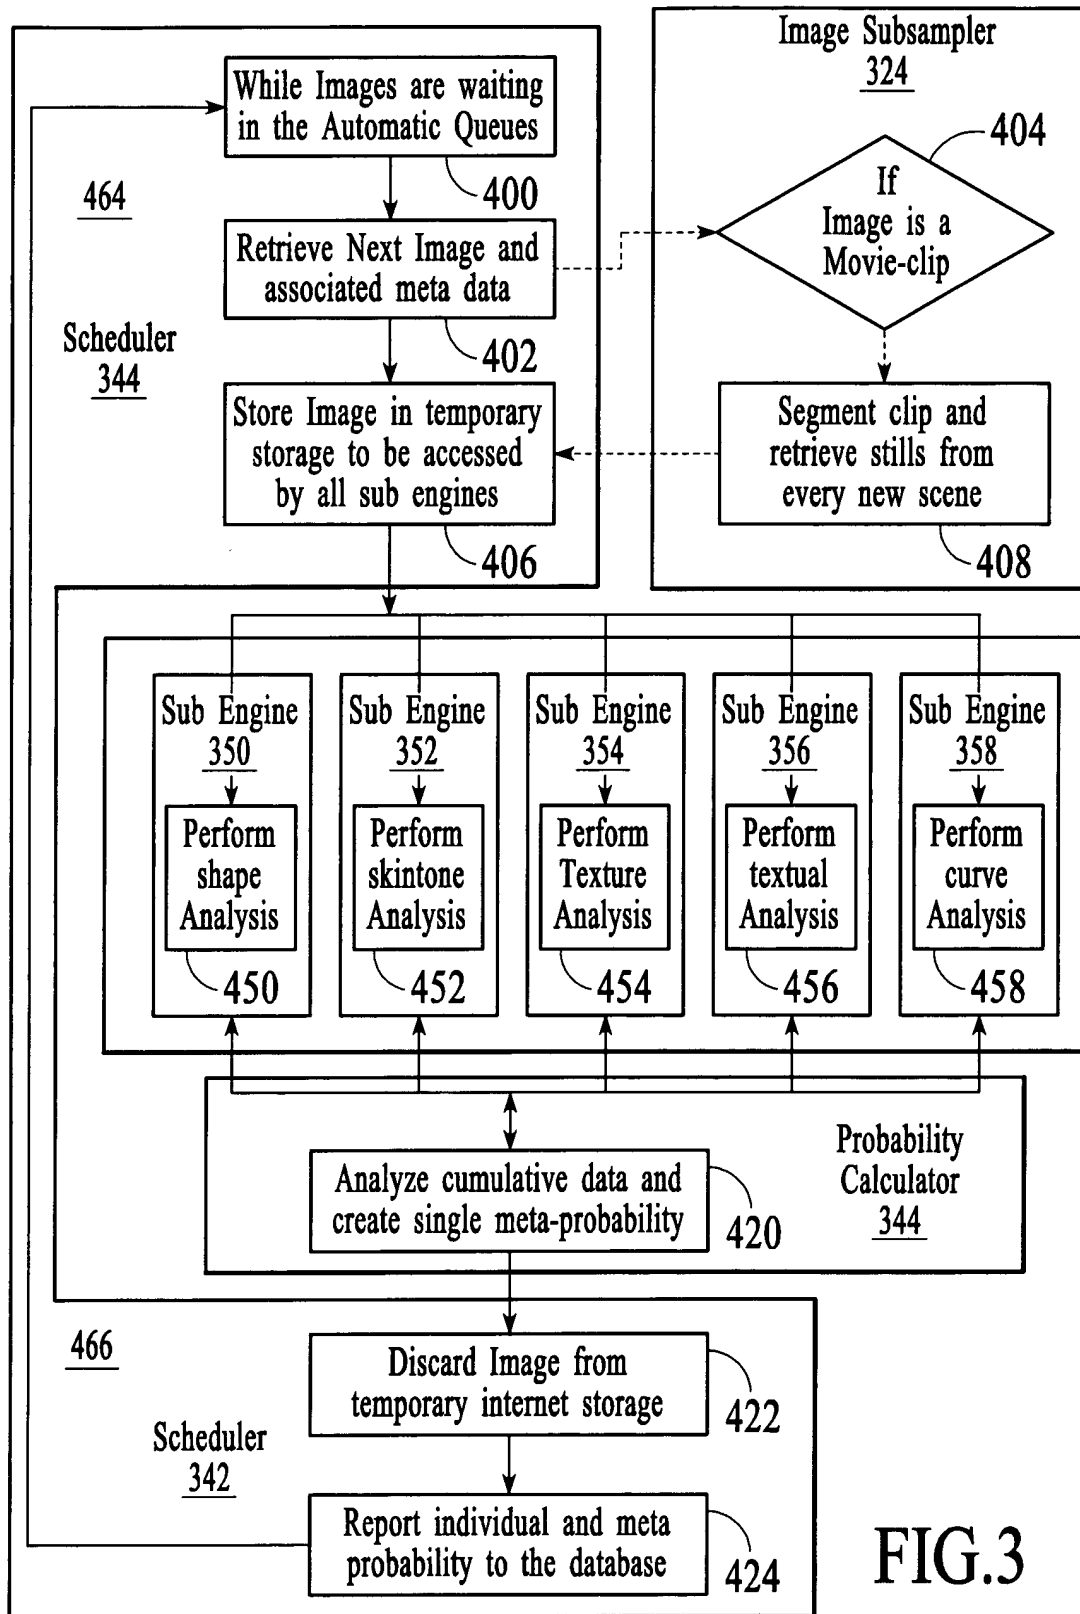 Image Subsampler
324
While Images are waiting
in the Automatic Queues
400
404
If
Image is a
Movie-clip
464
Retrieve Next Image and
associated meta data
402
Scheduler
344
Store Image in temporary
storage to be accessed
by all sub engines
406
Segment clip and
retrieve stills from
every new scene
408
Sub Engine
350
Perform
shape
Analysis
450
Sub Engine
352
Perform
skintone
Analysis
452
Sub Engine
354
Perform
Texture
Analysis
454
Sub Engine
356
Perform
textual
Analysis
456
Sub Engine
358
Perform
curve
Analysis
458
Probability
Calculator
344
Analyze cumulative data and
create single meta-probability
420
466
Discard Image from
temporary internet storage
422
Scheduler
342
Report individual and meta
probability to the database
424
FIG.3